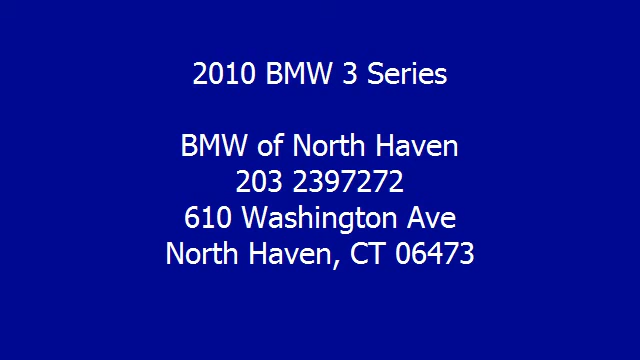 2010 BMW 3 Series
BMW of North Haven
203 2397272
610 Washington Ave
North Haven, CT 06473